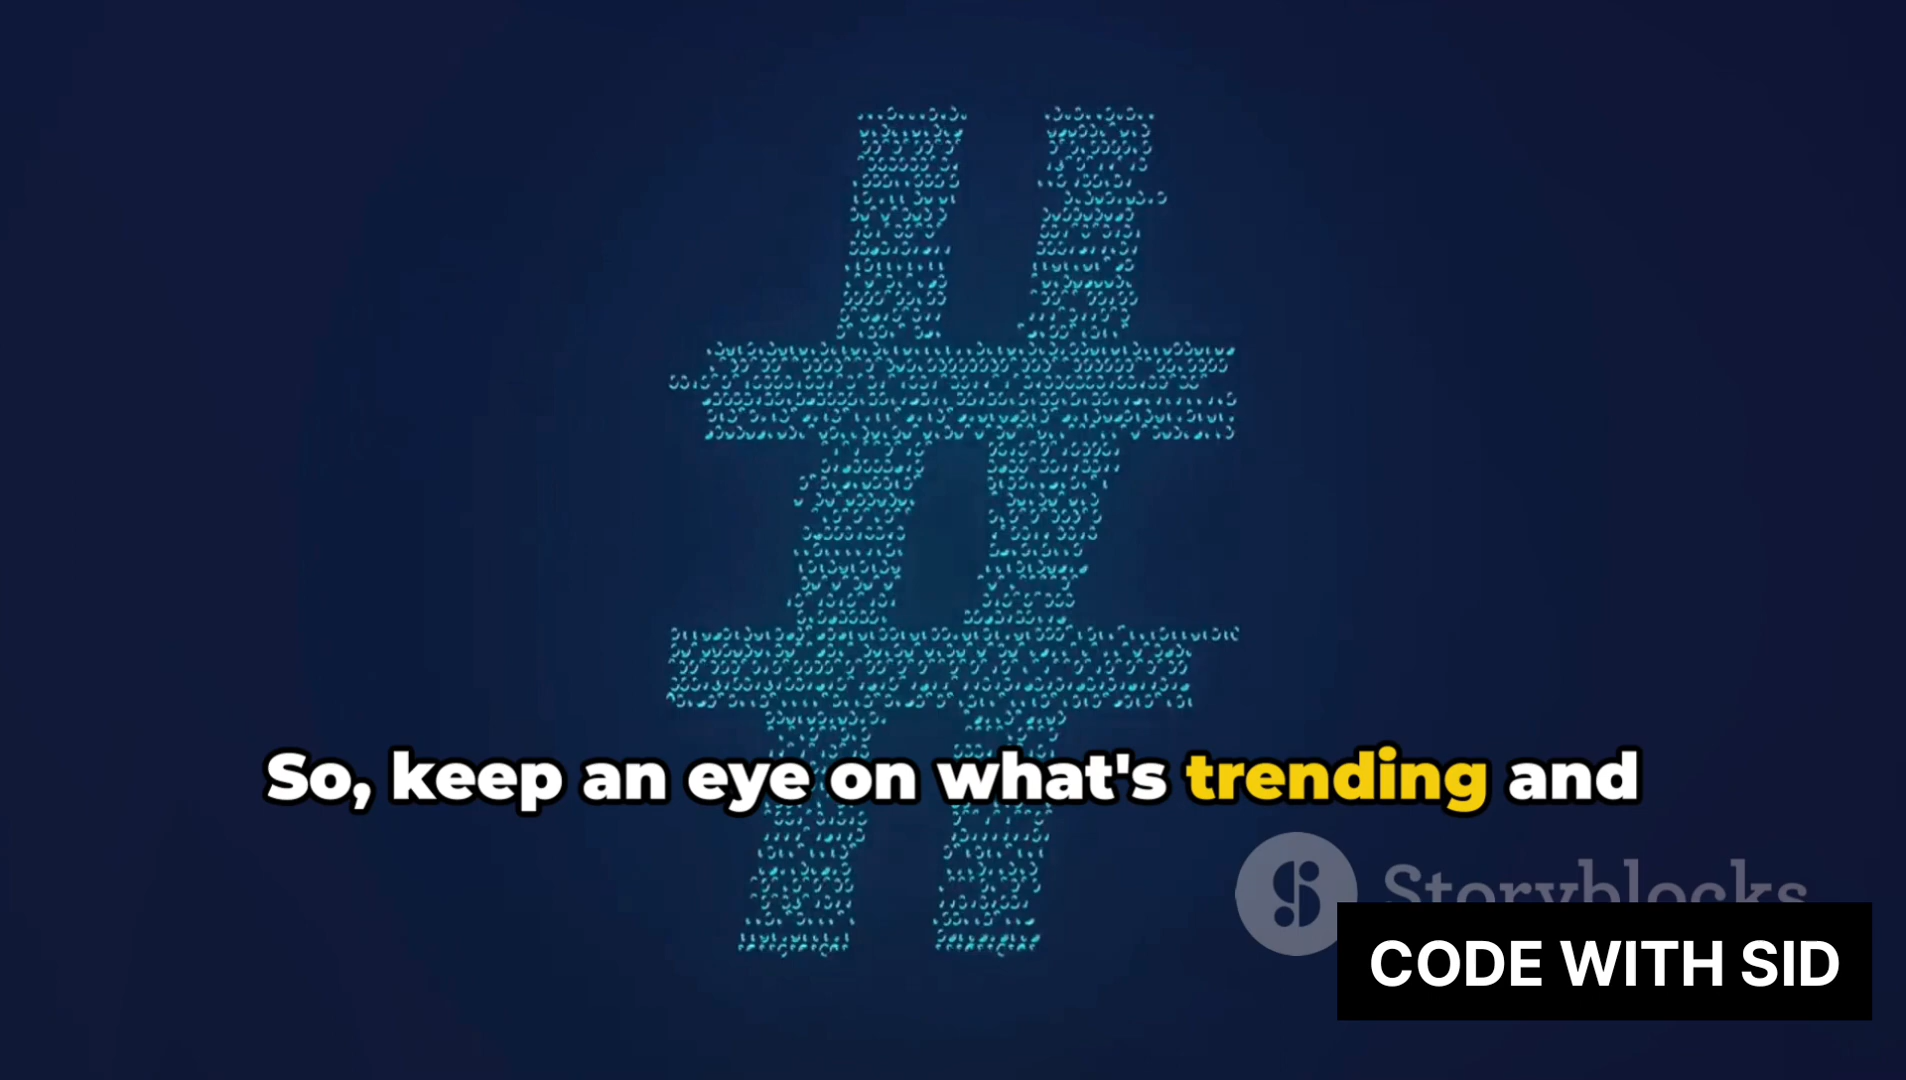 So, keep an eye on what's trending and
Storyblocks
CODE WITH SID